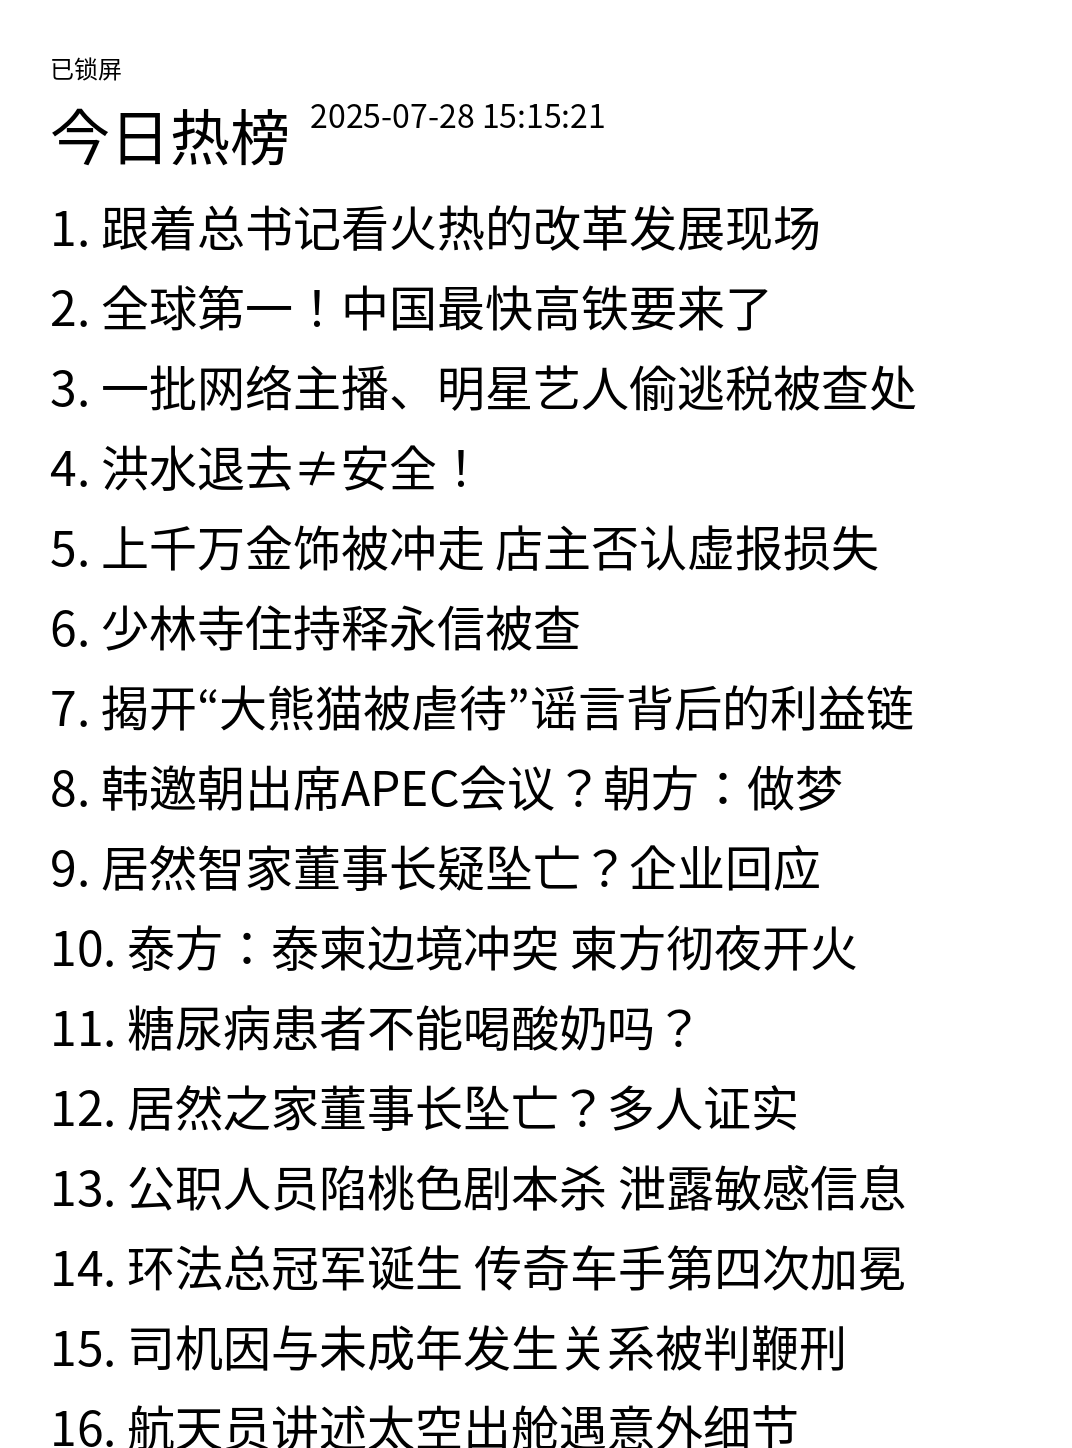 已锁屏
今日热榜 2025-07-28 15:15:21
1. 跟着总书记看火热的改革发展现场
2. 全球第一！中国最快高铁要来了
3. 一批网络主播、明星艺人偷逃税被查处
4. 洪水退去≠安全！
5. 上千万金饰被冲走 店主否认虚报损失
6. 少林寺住持释永信被查
7. 揭开“大熊猫被虐待”谣言背后的利益链
8. 韩邀朝出席APEC会议？朝方：做梦
9. 居然智家董事长疑坠亡？企业回应
10. 泰方：泰柬边境冲突 柬方彻夜开火
11. 糖尿病患者不能喝酸奶吗？
12. 居然之家董事长坠亡？多人证实
13. 公职人员陷桃色剧本杀 泄露敏感信息
14. 环法总冠军诞生 传奇车手第四次加冕
15. 司机因与未成年发生关系被判鞭刑
16. 航天员讲述太空出舱遇意外细节